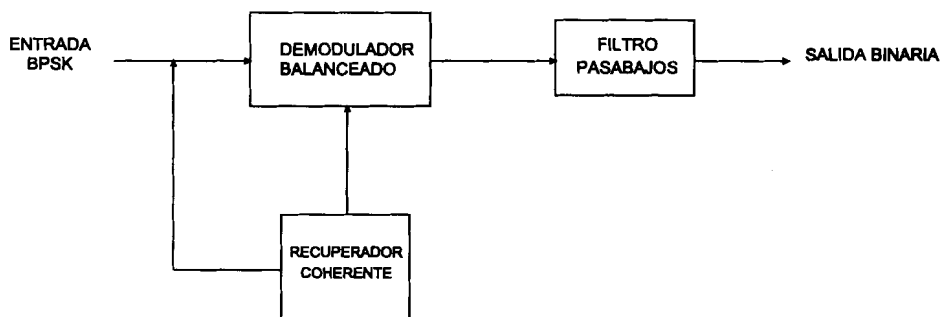 ENTRADA
BPSK
DEMODULADOR
BALANCEADO
FILTRO
PASABAJOS
SALIDA BINARIA
RECUPERADOR
COHERENTE